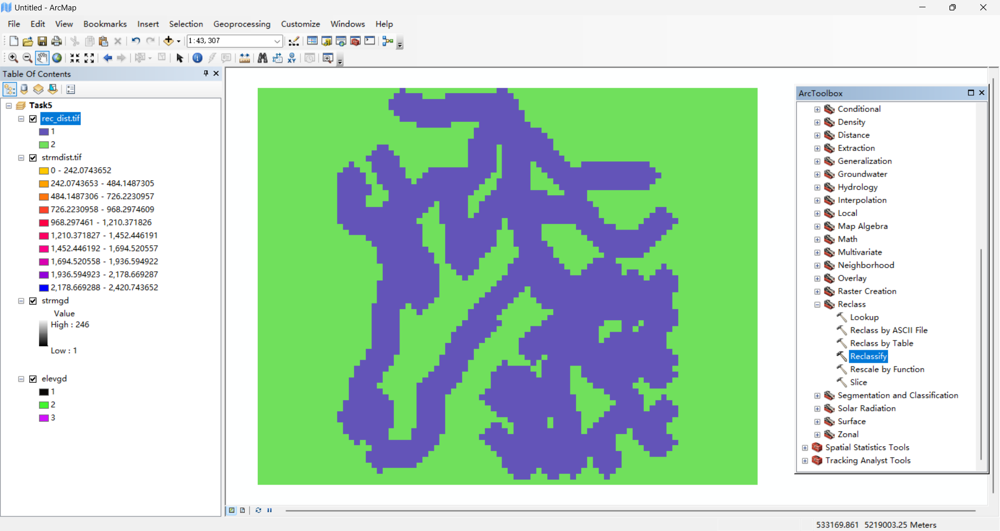 Untitled - ArcMap
File Edit View Bookmarks Insert Selection Geoprocessing Customize Windows Help
1:43,307
XY
Table Of Contents
Task5
rec_dist.tif
1
2
strmdist.tif
0 - 242.0743652
242.0743653 - 484.1487305
484.1487306 - 726.2230957
726.2230958 - 968.2974609
968.297461 - 1,210.371826
1,210.371827 - 1,452.446191
1,452.446192 - 1,694.520557
1,694.520558 - 1,936.594922
1,936.594923 - 2,178.669287
2,178.669288 - 2,420.743652
strmgd
Value
High : 246
Low : 1
elevgd
1
2
3
ArcToolbox
Conditional
Density
Distance
Extraction
Generalization
Groundwater
Hydrology
Interpolation
Local
Map Algebra
Math
Multivariate
Neighborhood
Overlay
Raster Creation
Reclass
Lookup
Reclass by ASCII File
Reclass by Table
Reclassify
Rescale by Function
Slice
Segmentation and Classification
Solar Radiation
Surface
Zonal
Spatial Statistics Tools
Tracking Analyst Tools
533169.861 5219003.25 Meters